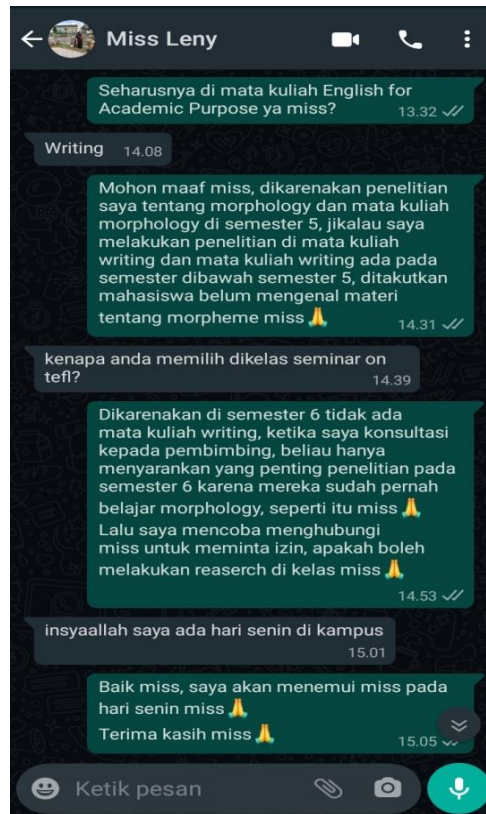 Miss Leny
Seharusnya di mata kuliah English for
Academic Purpose ya miss?
13.32
Writing 14.08
Mohon maaf miss, dikarenakan penelitian
saya tentang morphology dan mata kuliah
morphology di semester 5, jikalau saya
melakukan penelitian di mata kuliah
writing dan mata kuliah writing ada pada
semester dibawah semester 5, ditakutkan
mahasiswa belum mengenal materi
tentang morpheme miss 🙏
14.31
kenapa anda memilih dikelas seminar on
tefl?
14.39
Dikarenakan di semester 6 tidak ada
mata kuliah writing, ketika saya konsultasi
kepada pembimbing, beliau hanya
menyarankan yang penting penelitian pada
semester 6 karena mereka sudah pernah
belajar morphology, seperti itu miss 🙏
Lalu saya mencoba menghubungi
miss untuk meminta izin, apakah boleh
melakukan reaserch di kelas miss 🙏
14.53
insyaallah saya ada hari senin di kampus
15.01
Baik miss, saya akan menemui miss pada
hari senin miss 🙏
Terima kasih miss 🙏
15.05
Ketik pesan